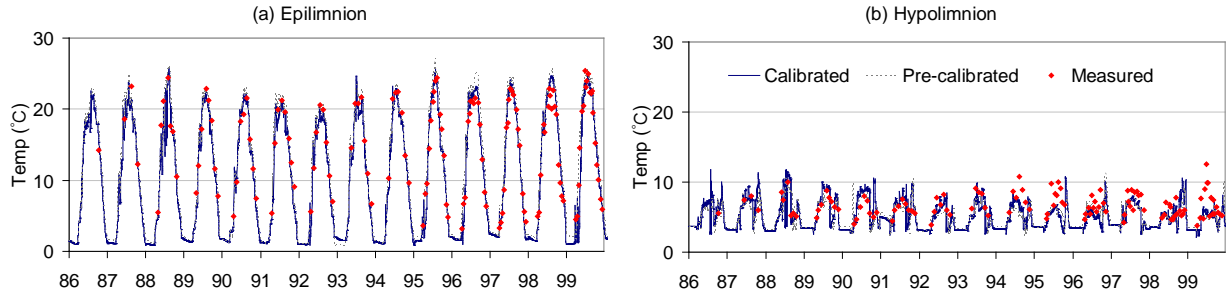 (a) Epilimnion
30
20
10
0
Temp (°C)
86 87 88 89 90 91 92 93 94 95 96 97 98 99
(b) Hypolimnion
30
20
10
0
Temp (°C)
Calibrated Pre-calibrated Measured
86 87 88 89 90 91 92 93 94 95 96 97 98 99